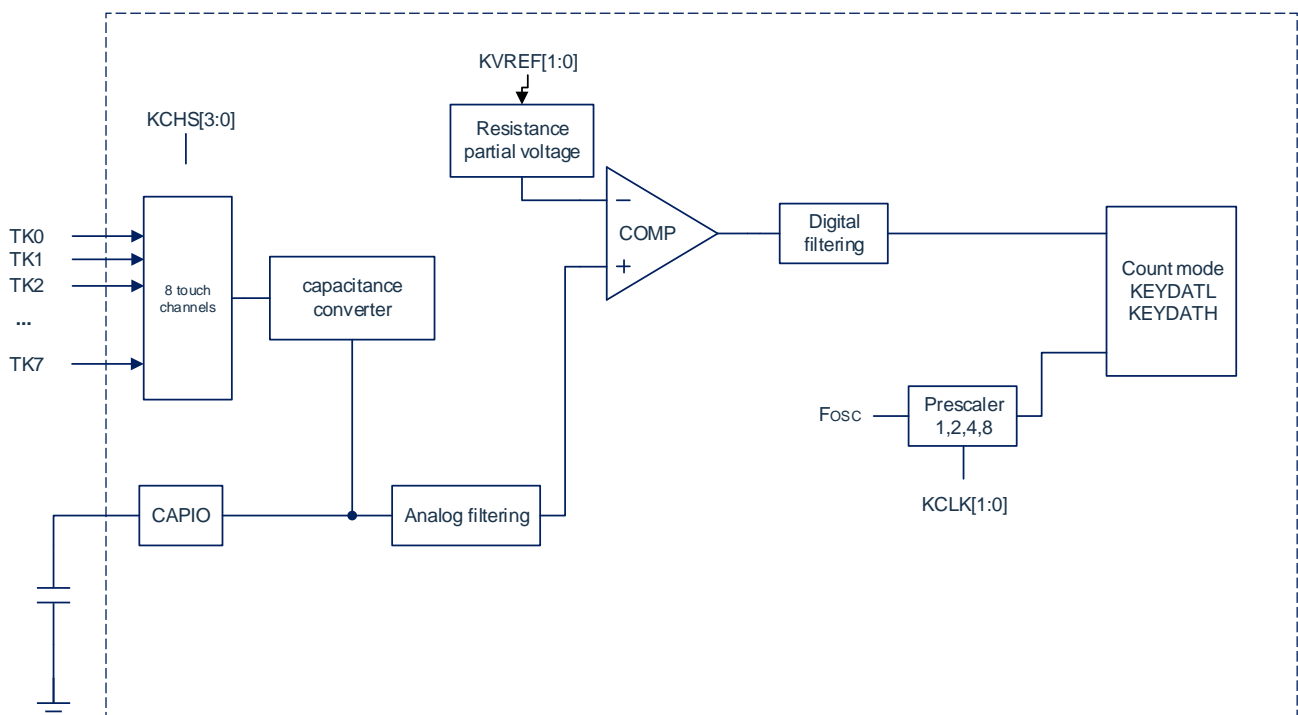 KVREF[1:0]
KCHS[3:0]
Resistance
partial voltage
TK0
TK1
TK2
...
TK7
8 touch
channels
capacitance
converter
−
COMP
+
Digital
filtering
Count mode
KEYDATL
KEYDATH
Fosc
Prescaler
1,2,4,8
KCLK[1:0]
CAPIO
Analog filtering